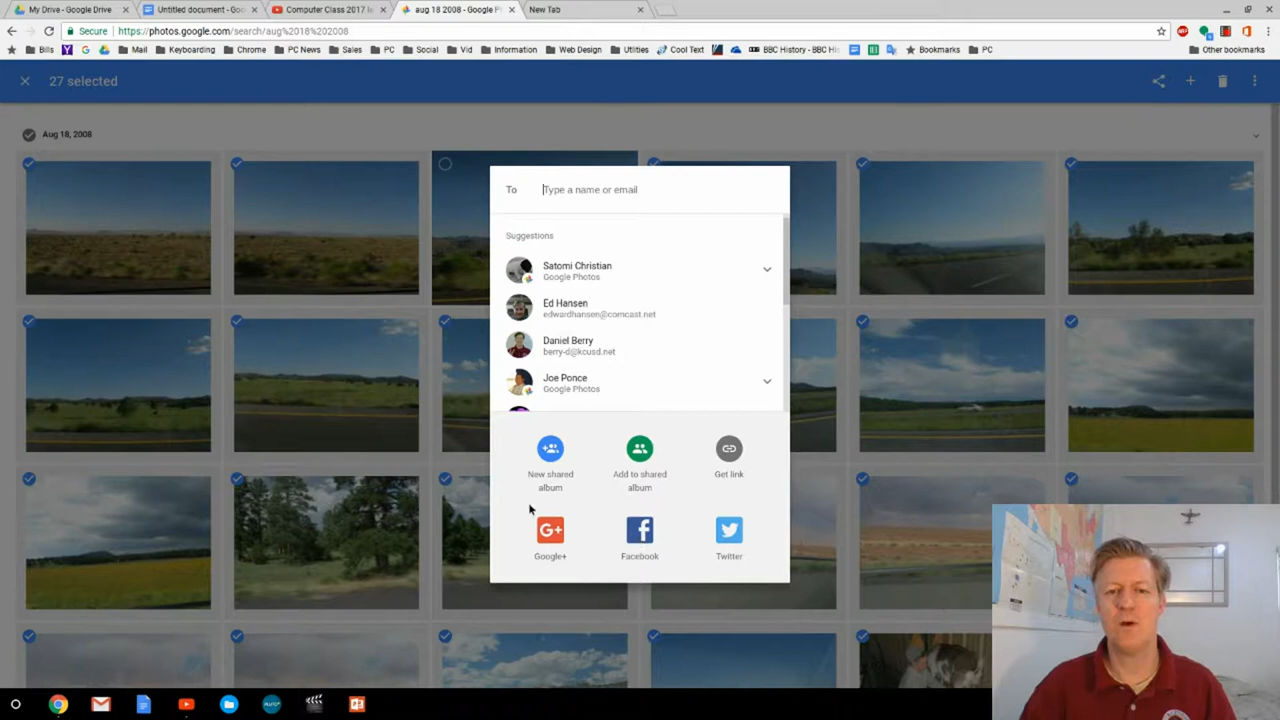 My Drive - Google Drive
Untitled document - Goo
Computer Class 2017 le
aug 18 2008 - Google P
New Tab
Secure
https://photos.google.com/search/aug%2018%202008
Bills
Mail
Keyboarding
Chrome
PC News
Sales
PC
Social
Vid
Information
Web Design
Utilities
Cool Text
BBC History - BBC His
Bookmarks
PC
Other bookmarks
27 selected
Aug 18, 2008
To
Type a name or email
Suggestions
Satomi Christian
Google Photos
Ed Hansen
edwardhansen@comcast.net
Daniel Berry
berry-d@kcusd.net
Joe Ponce
Google Photos
New shared
album
Add to shared
album
Get link
G+
Google+
Facebook
Twitter